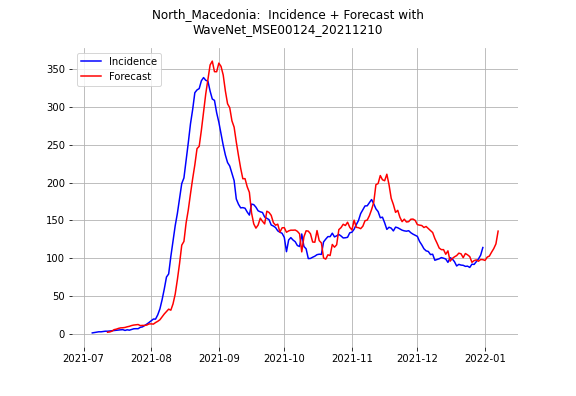 North_Macedonia:  Incidence + Forecast with
WaveNet_MSE00124_20211210
Incidence
Forecast
350
300
250
200
150
100
50
0
2021-07 2021-08 2021-09 2021-10 2021-11 2021-12 2022-01